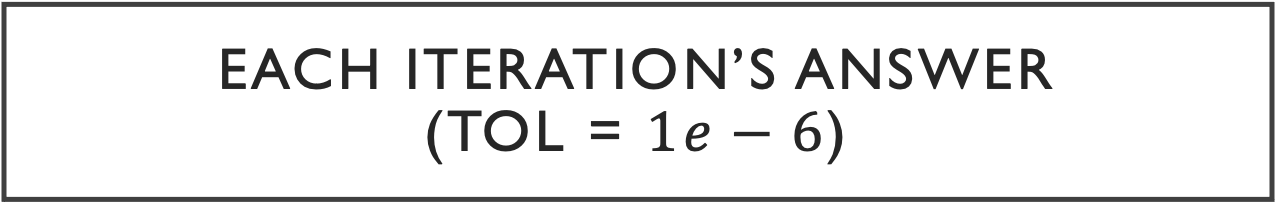 EACH ITERATION’S ANSWER
(TOL = 1e − 6)